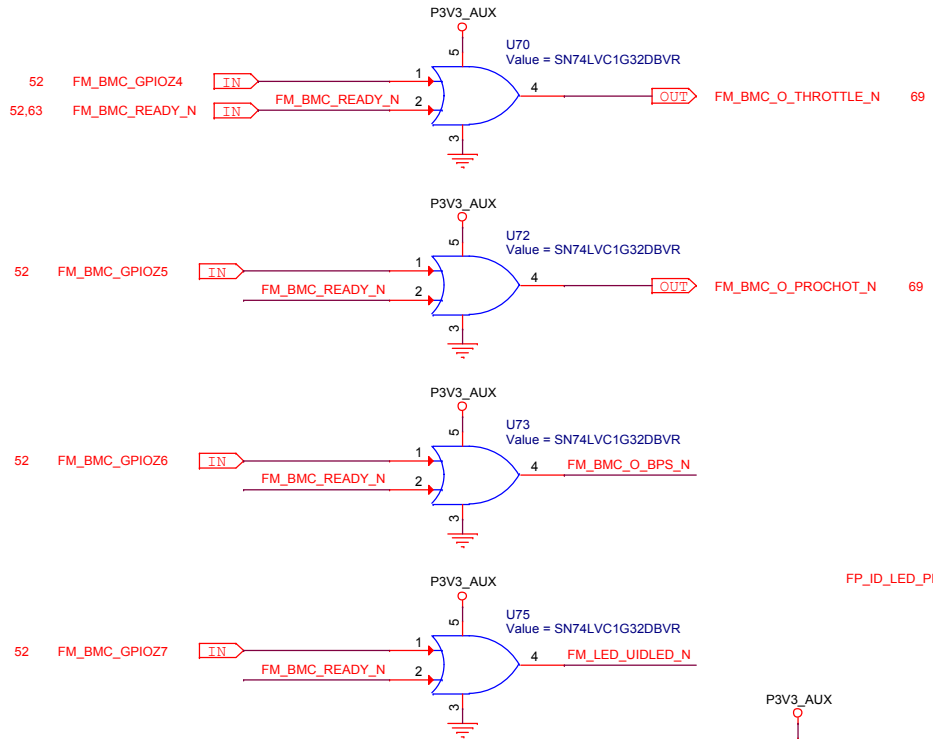 P3V3_AUX
5
U70
Value = SN74LVC1G32DBVR
52 FM_BMC_GPIOZ4 IN 1
4 OUT FM_BMC_O_THROTTLE_N 69
52,63 FM_BMC_READY_N IN FM_BMC_READY_N 2
3
P3V3_AUX
5
U72
Value = SN74LVC1G32DBVR
52 FM_BMC_GPIOZ5 IN 1
4 OUT FM_BMC_O_PROCHOT_N 69
FM_BMC_READY_N 2
3
P3V3_AUX
5
U73
Value = SN74LVC1G32DBVR
52 FM_BMC_GPIOZ6 IN 1
4 FM_BMC_O_BPS_N
FM_BMC_READY_N 2
3
FP_ID_LED_P
P3V3_AUX
5
U75
Value = SN74LVC1G32DBVR
52 FM_BMC_GPIOZ7 IN 1
4 FM_LED_UIDLED_N
FM_BMC_READY_N 2
3
P3V3_AUX